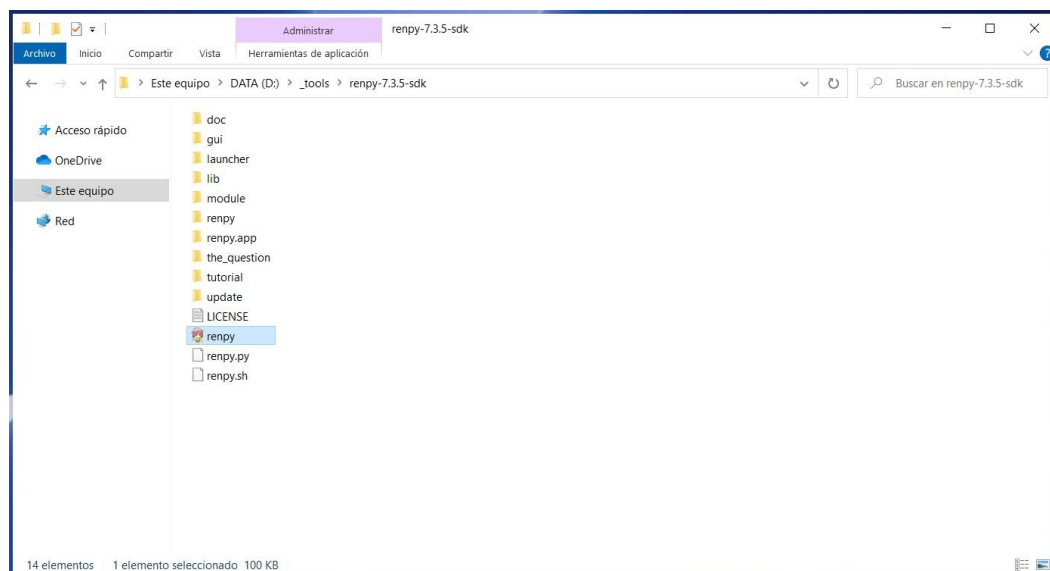 Administrar
renpy-7.3.5-sdk
Archivo Inicio Compartir Vista Herramientas de aplicación
Este equipo > DATA (D:) > _tools > renpy-7.3.5-sdk
Buscar en renpy-7.3.5-sdk
Acceso rápido
OneDrive
Este equipo
Red
doc
gui
launcher
lib
module
renpy
renpy.app
the_question
tutorial
update
LICENSE
renpy
renpy.py
renpy.sh
14 elementos 1 elemento seleccionado 100 KB